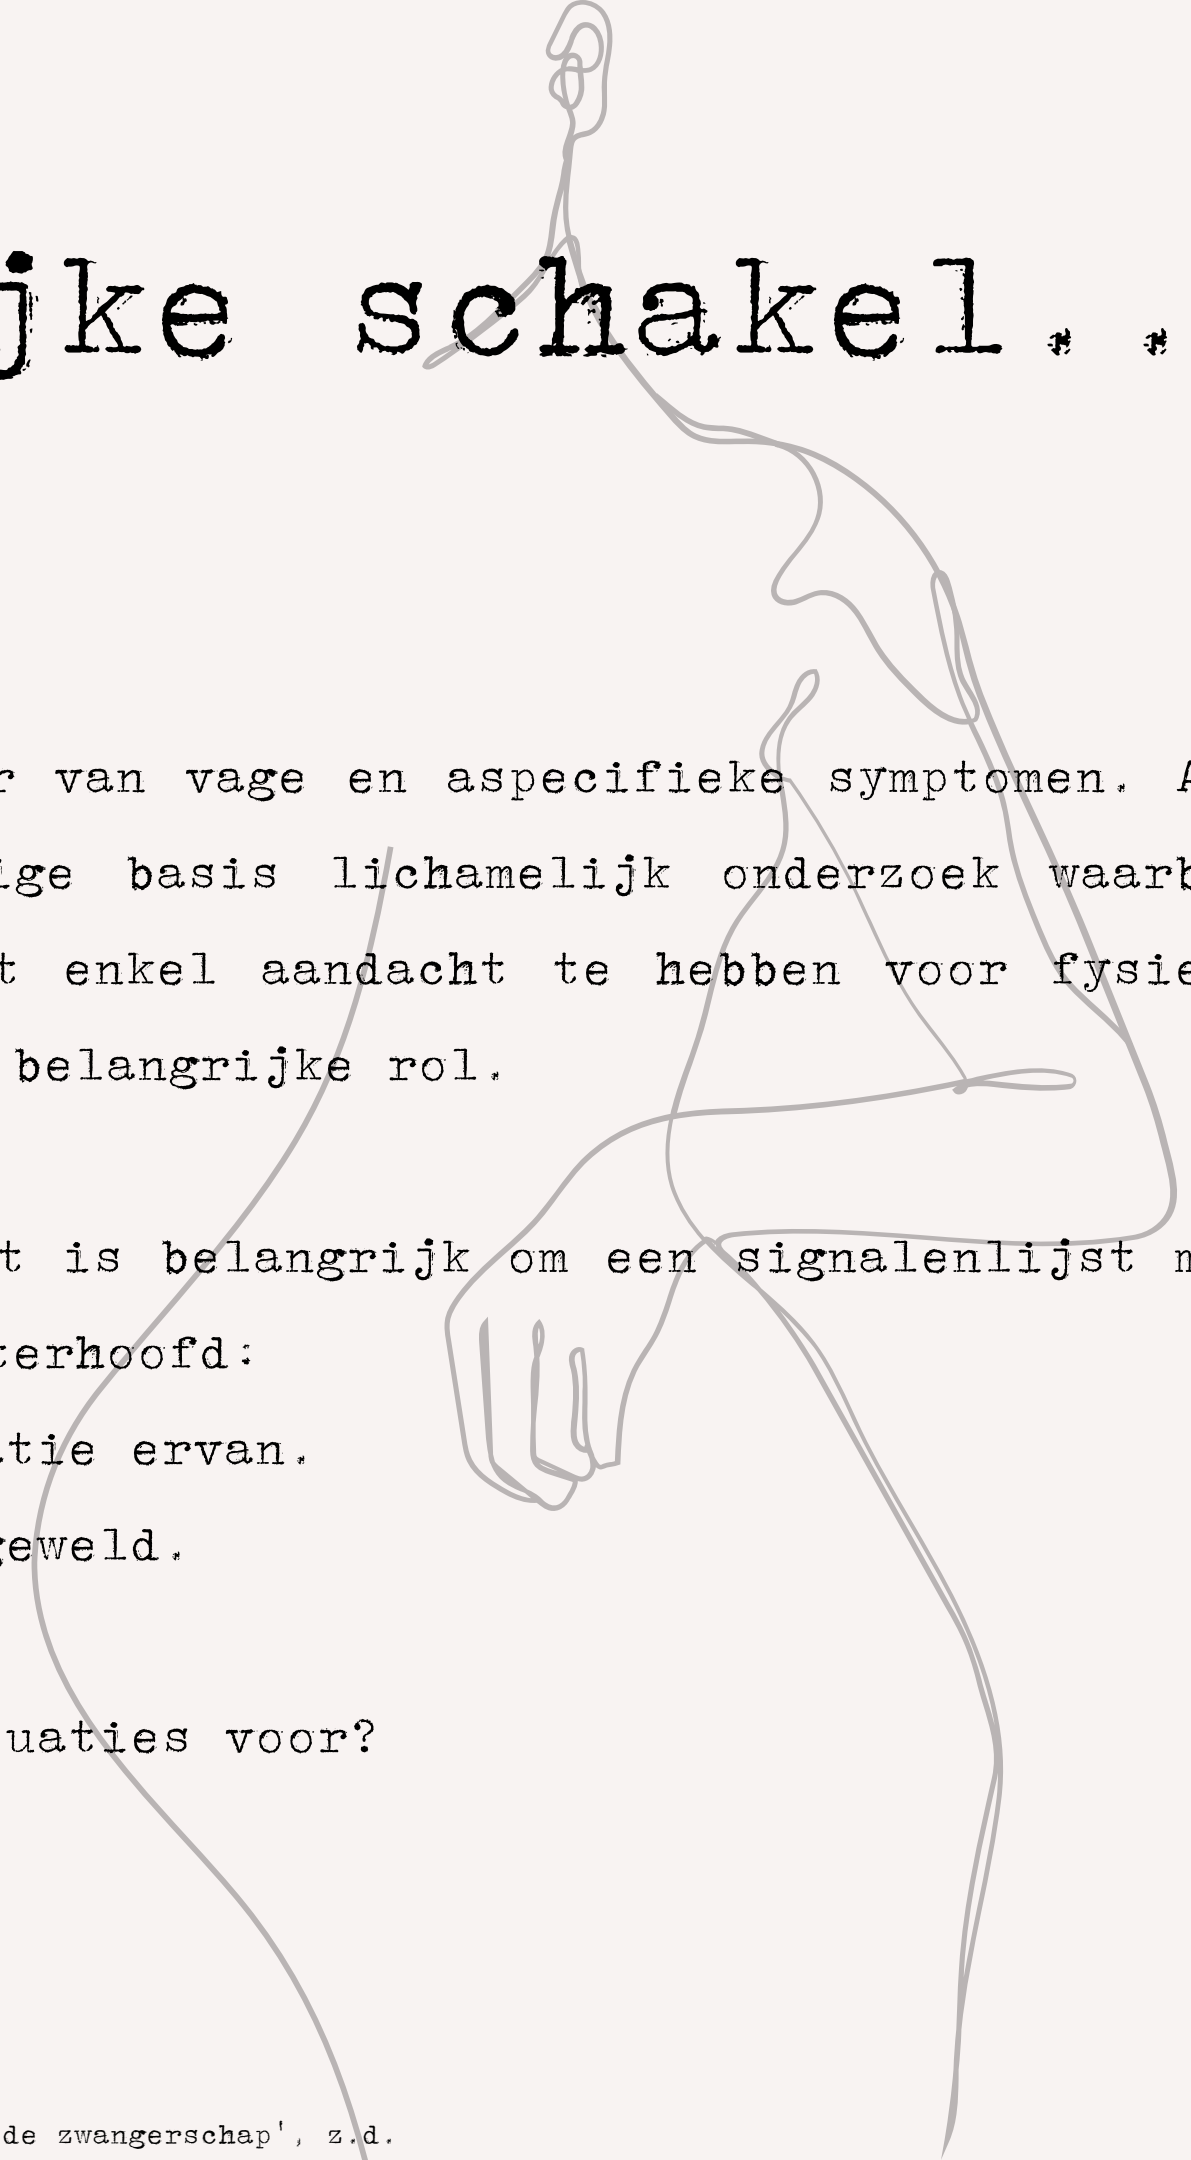 jke schakel..
r van vage en aspecifieke symptomen. A
ige basis lichamelijk onderzoek waarb
t enkel aandacht te hebben voor fysie
belangrijke rol.
t is belangrijk om een signalenlijst m
terhoofd:
atie ervan.
geweld.
uaties voor?
de zwangerschap', z.d.